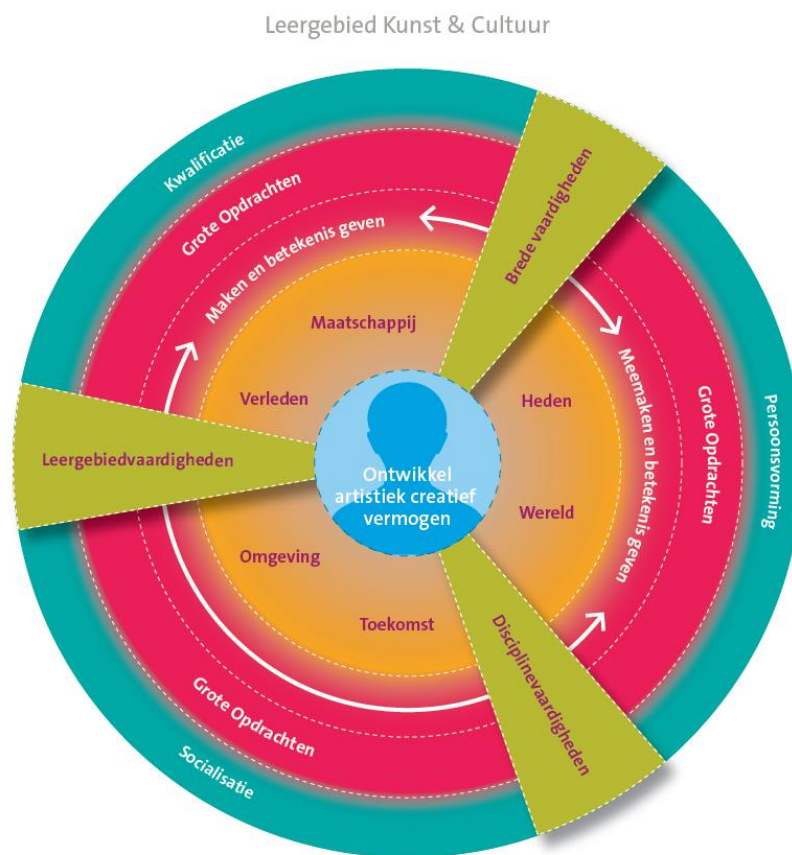 Leergebied Kunst & Cultuur
Kwalificatie
Grote Opdrachten
Maken en betekenis geven
Brede vaardigheden
Maatschappij
Verleden
Heden
Meemaken en betekenis geven
Grote Opdrachten
Persoonsvorming
Leergebiedvaardigheden
Ontwikkel
artistiek creatief
vermogen
Wereld
Omgeving
Toekomst
Disciplinevaardigheden
Grote Opdrachten
Socialisatie